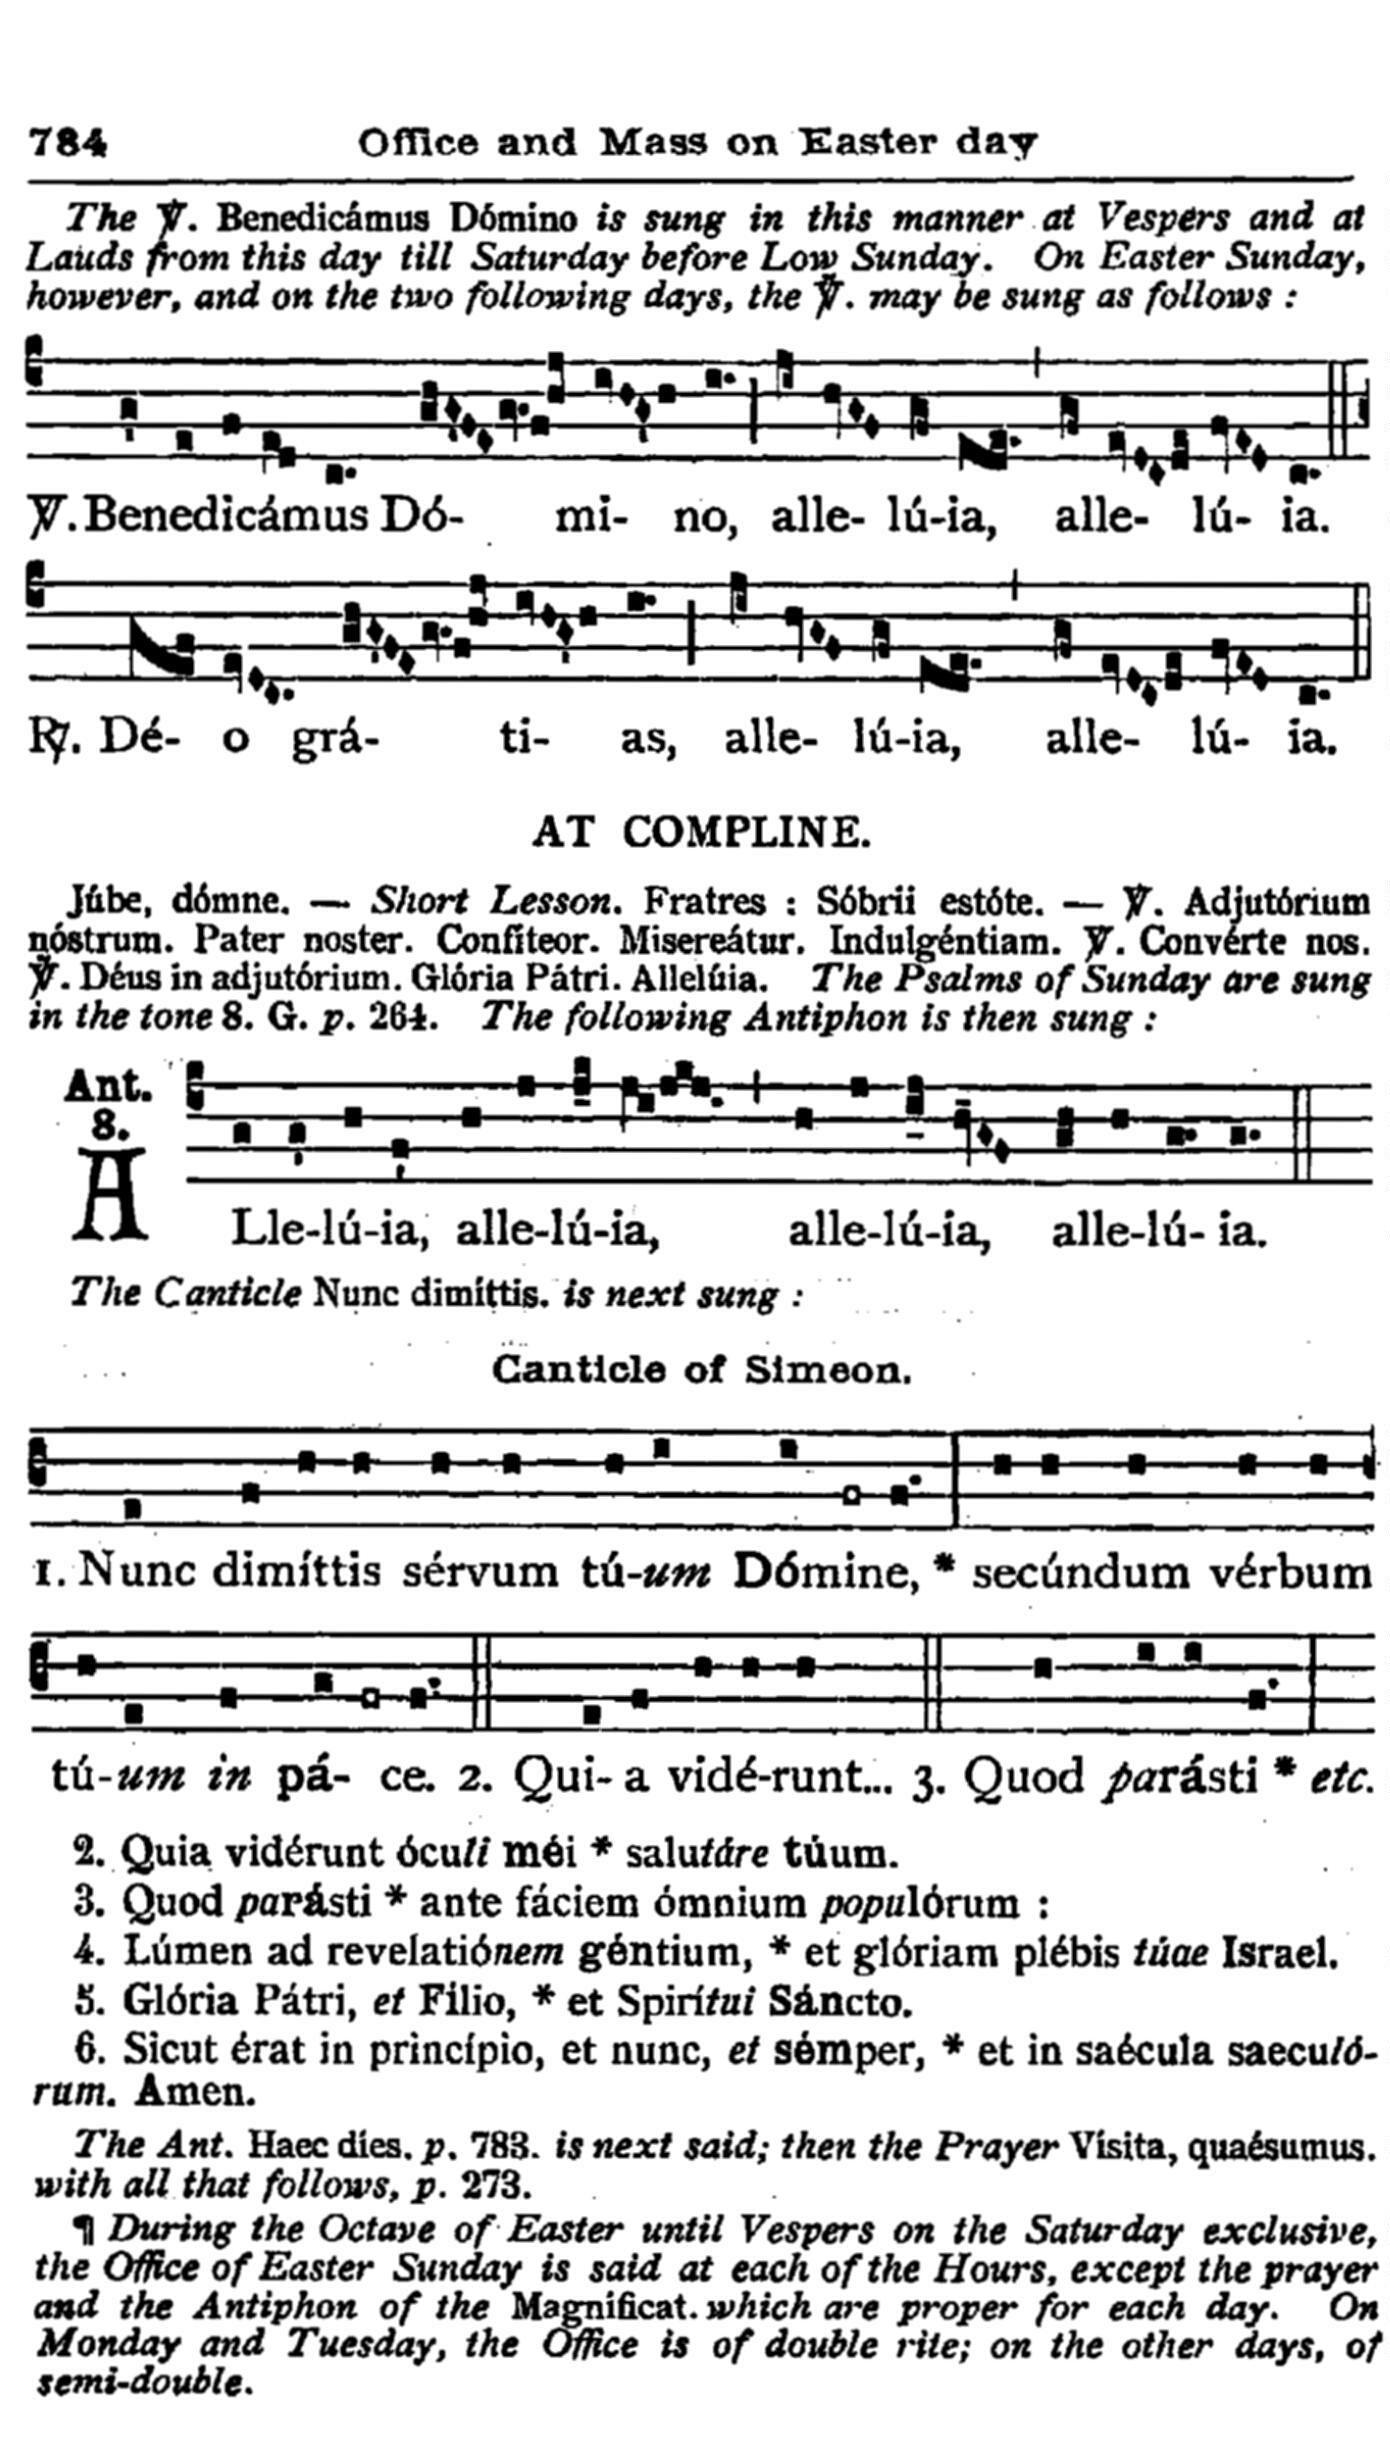 784 Office and Mass on Easter day
The ℣. Benedicámus Dómino is sung in this manner at Vespers and at
Lauds from this day till Saturday before Low Sunday. On Easter Sunday,
however, and on the two following days, the ℣. may be sung as follows :
℣. Benedicámus Dó- mi- no, alle- lú-ia, alle- lú- ia.
℟. Dé- o grá- ti- as, alle- lú-ia, alle- lú- ia.
AT COMPLINE.
Júbe, dómne. — Short Lesson. Fratres : Sóbrii estóte. — ℣. Adjutórium
nóstrum. Pater noster. Confíteor. Misereátur. Indulgéntiam. ℣. Convérte nos.
℣. Déus in adjutórium. Glória Pátri. Allelúia. The Psalms of Sunday are sung
in the tone 8. G. p. 264. The following Antiphon is then sung :
Ant.
8.
ALle-lú-ia, alle-lú-ia, alle-lú-ia, alle-lú- ia.
The Canticle Nunc dimíttis. is next sung :
Canticle of Simeon.
1. Nunc dimíttis sérvum tú-um Dómine, * secúndum vérbum
tú-um in pá- ce. 2. Qui- a vidé-runt... 3. Quod parásti * etc.
2. Quia vidérunt óculi méi * salutáre túum.
3. Quod parásti * ante fáciem ómnium populórum :
4. Lúmen ad revelatiónem géntium, * et glóriam plébis túae Israel.
5. Glória Pátri, et Fílio, * et Spirítui Sáncto.
6. Sicut érat in princípio, et nunc, et sémper, * et in saécula saeculó-
rum. Amen.
The Ant. Haec díes. p. 783. is next said; then the Prayer Vísita, quaésumus.
with all that follows, p. 273.
¶ During the Octave of Easter until Vespers on the Saturday exclusive,
the Office of Easter Sunday is said at each of the Hours, except the prayer
and the Antiphon of the Magnificat. which are proper for each day. On
Monday and Tuesday, the Office is of double rite; on the other days, of
semi-double.